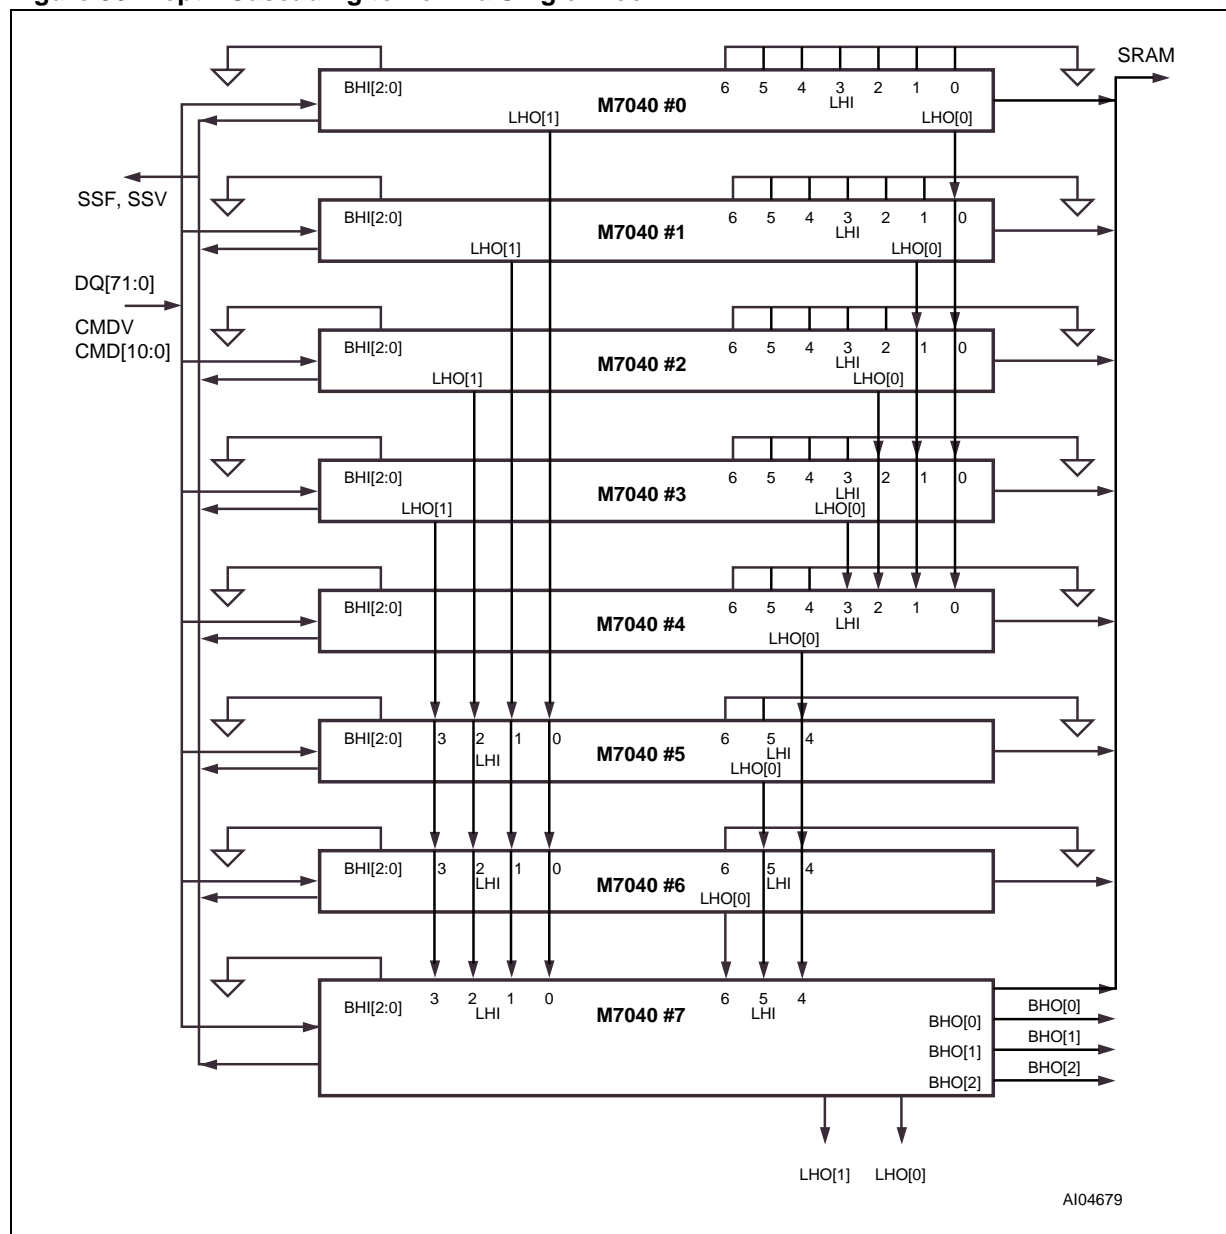 SRAM
BHI[2:0] 6 5 4 3 2 1 0
M7040 #0 LHI
LHO[1] LHO[0]
SSF, SSV
BHI[2:0] 6 5 4 3 2 1 0
M7040 #1 LHI
LHO[1] LHO[0]
DQ[71:0]
CMDV
CMD[10:0]
BHI[2:0] 6 5 4 3 2 1 0
M7040 #2 LHI
LHO[1] LHO[0]
BHI[2:0] 6 5 4 3 2 1 0
M7040 #3 LHI
LHO[1] LHO[0]
BHI[2:0] 6 5 4 3 2 1 0
M7040 #4 LHI
LHO[0]
BHI[2:0] 3 2 1 0 6 5 4
LHI M7040 #5 LHI
LHO[0]
BHI[2:0] 3 2 1 0 6 5 4
LHI M7040 #6 LHI
LHO[0]
BHI[2:0] 3 2 1 0 6 5 4
LHI M7040 #7 LHI
BHO[0] BHO[0]
BHO[1] BHO[1]
BHO[2] BHO[2]
LHO[1] LHO[0]
AI04679